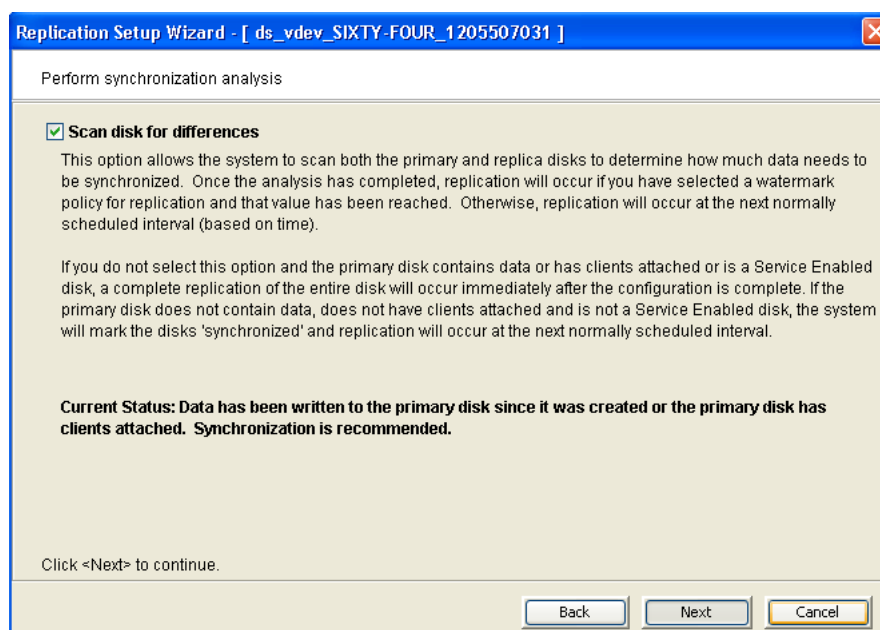 Replication Setup Wizard - [ ds_vdev_SIXTY-FOUR_1205507031 ]
Perform synchronization analysis
Scan disk for differences
This option allows the system to scan both the primary and replica disks to determine how much data needs to
be synchronized. Once the analysis has completed, replication will occur if you have selected a watermark
policy for replication and that value has been reached. Otherwise, replication will occur at the next normally
scheduled interval (based on time).
If you do not select this option and the primary disk contains data or has clients attached or is a Service Enabled
disk, a complete replication of the entire disk will occur immediately after the configuration is complete. If the
primary disk does not contain data, does not have clients attached and is not a Service Enabled disk, the system
will mark the disks 'synchronized' and replication will occur at the next normally scheduled interval.
Current Status: Data has been written to the primary disk since it was created or the primary disk has
clients attached. Synchronization is recommended.
Click <Next> to continue.
Back Next Cancel